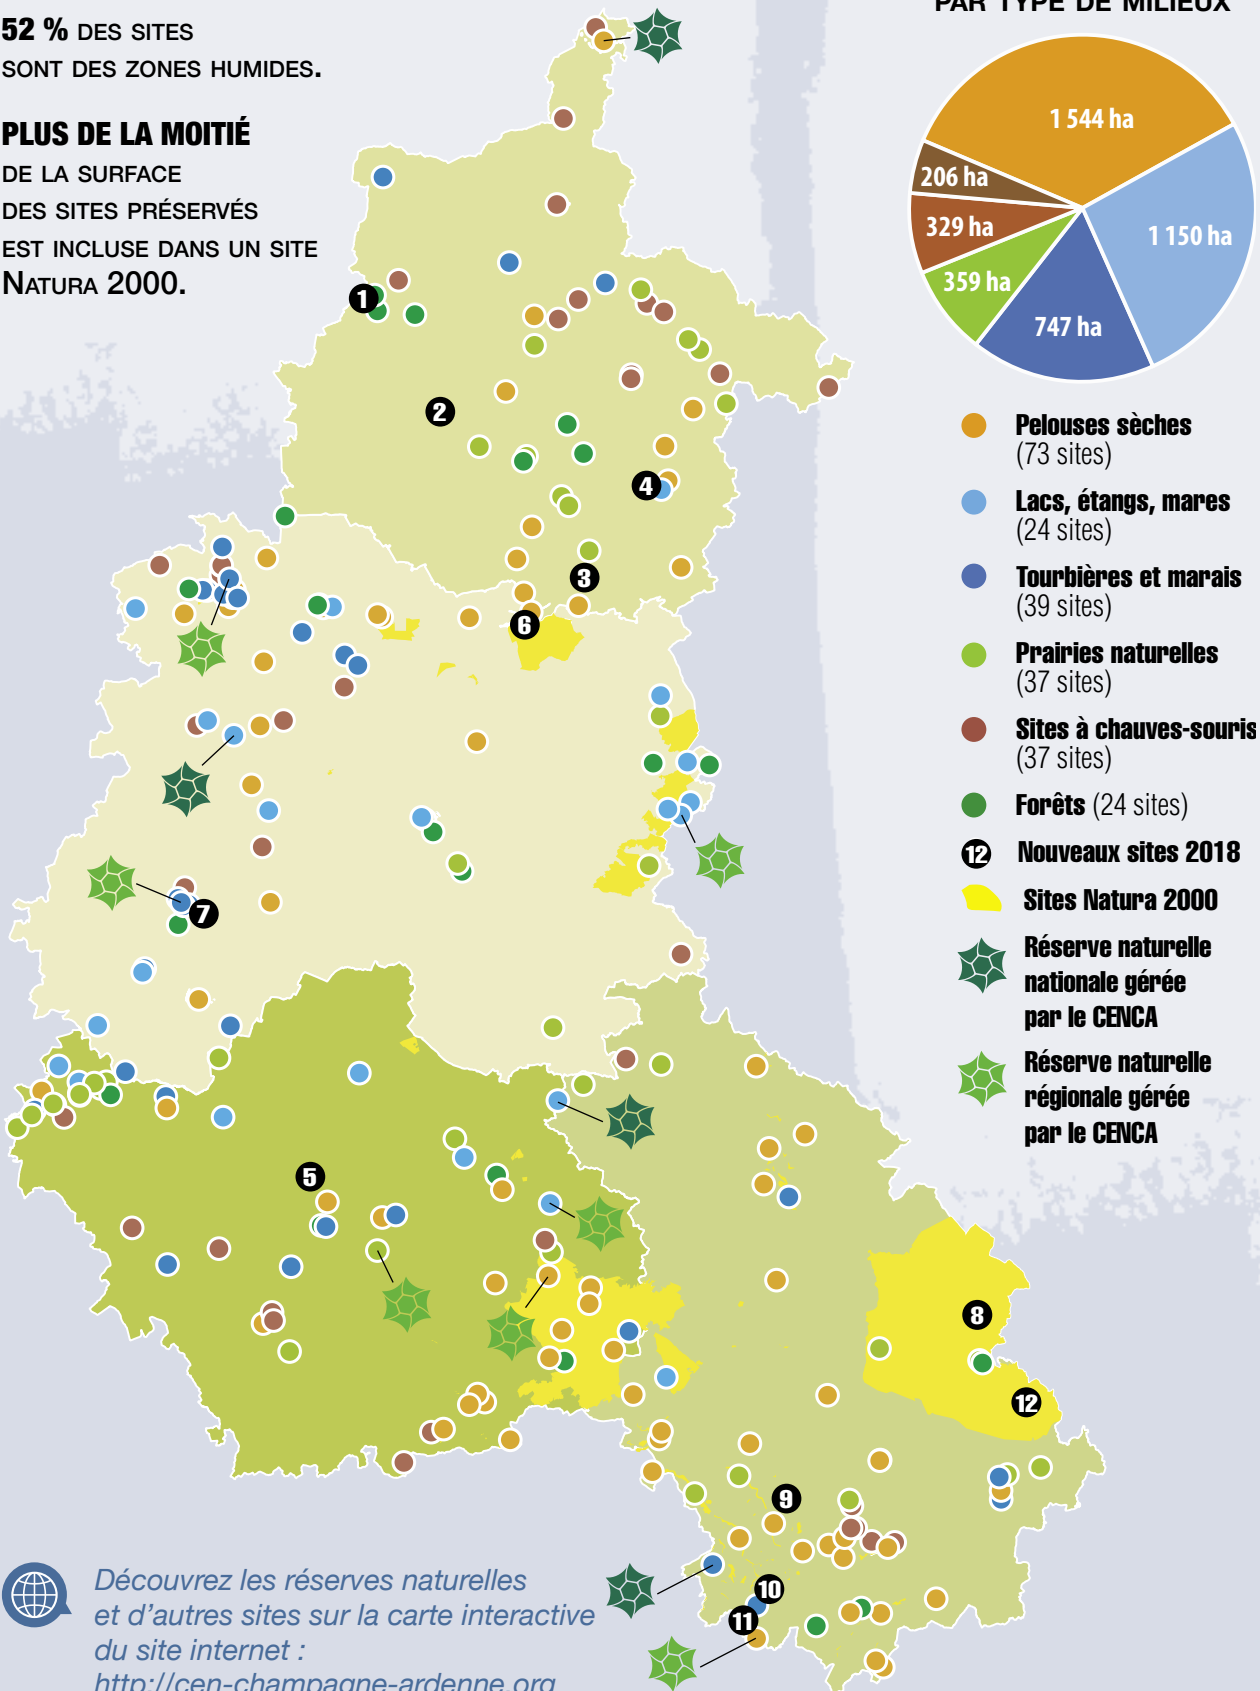 52 % DES SITES
SONT DES ZONES HUMIDES.
PLUS DE LA MOITIÉ
DE LA SURFACE
DES SITES PRÉSERVÉS
EST INCLUSE DANS UN SITE
NATURA 2000.
PAR TYPE DE MILIEUX
1 544 ha
206 ha
329 ha
1 150 ha
359 ha
747 ha
Pelouses sèches
(73 sites)
Lacs, étangs, mares
(24 sites)
Tourbières et marais
(39 sites)
Prairies naturelles
(37 sites)
Sites à chauves-souris
(37 sites)
Forêts (24 sites)
12 Nouveaux sites 2018
Sites Natura 2000
Réserve naturelle
nationale gérée
par le CENCA
Réserve naturelle
régionale gérée
par le CENCA
1
2
4
3
6
7
5
8
12
9
10
11
Découvrez les réserves naturelles
et d'autres sites sur la carte interactive
du site internet :
http://cen-champagne-ardenne.org